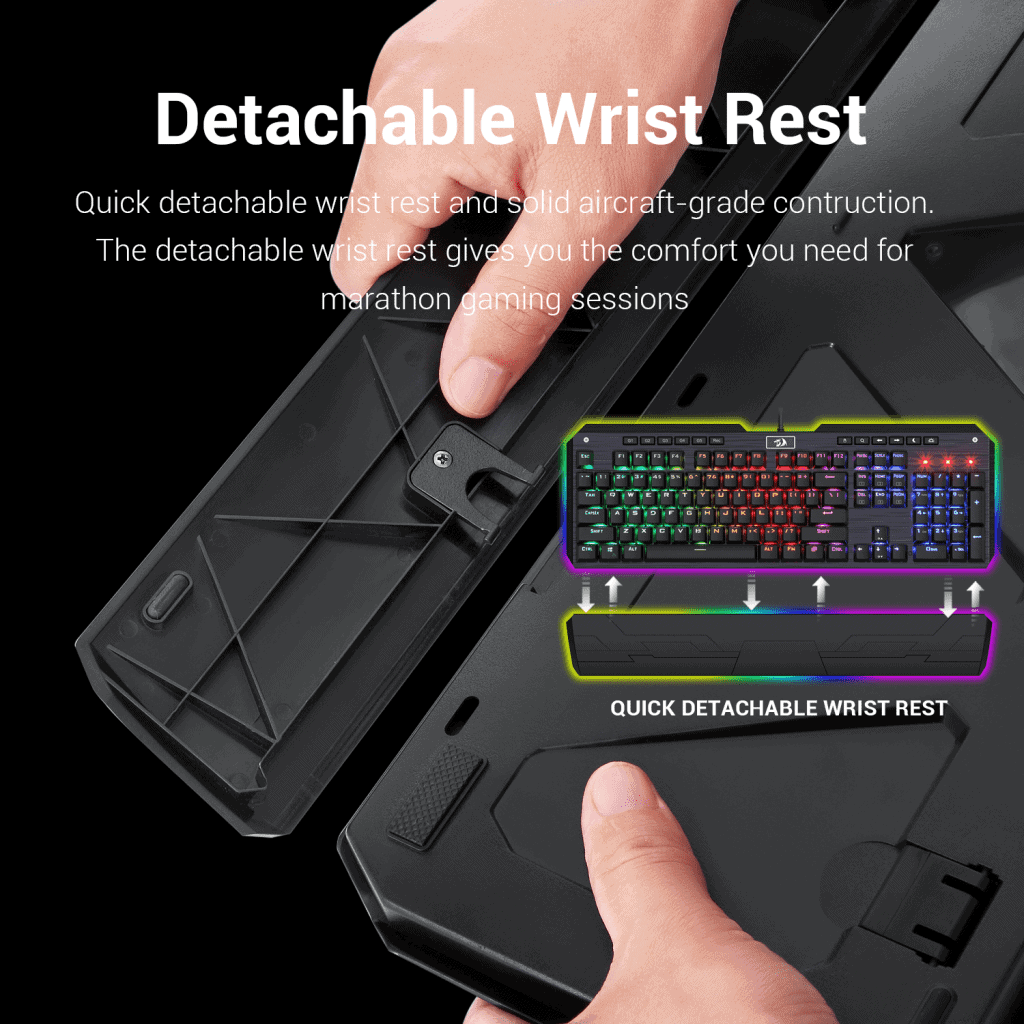 Detachable Wrist Rest
Quick detachable wrist rest and solid aircraft-grade contruction.
The detachable wrist rest gives you the comfort you need for
marathon gaming sessions
QUICK DETACHABLE WRIST REST